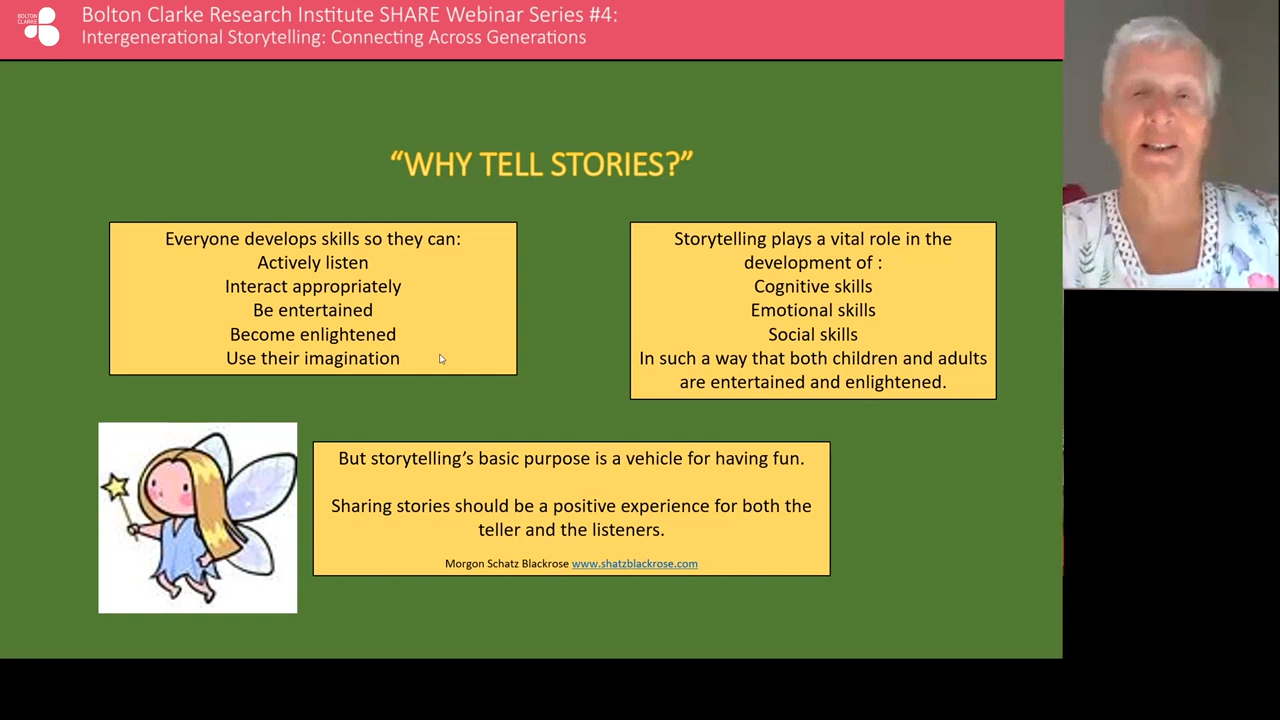 BOLTON
CLARKE
Bolton Clarke Research Institute SHARE Webinar Series #4:
Intergenerational Storytelling: Connecting Across Generations
“WHY TELL STORIES?”
Everyone develops skills so they can:
Actively listen
Interact appropriately
Be entertained
Become enlightened
Use their imagination
Storytelling plays a vital role in the
development of :
Cognitive skills
Emotional skills
Social skills
In such a way that both children and adults
are entertained and enlightened.
But storytelling’s basic purpose is a vehicle for having fun.
Sharing stories should be a positive experience for both the
teller and the listeners.
Morgon Schatz Blackrose www.shatzblackrose.com